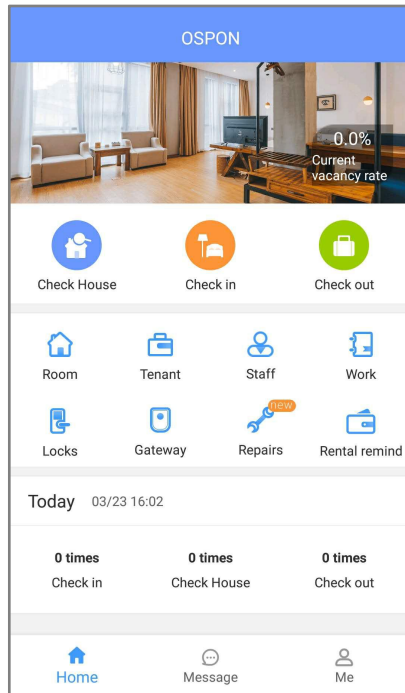 OSPON
0.0%
Current
vacancy rate
Check House
Check in
Check out
Room
Tenant
Staff
Work
new
Locks
Gateway
Repairs
Rental remind
Today 03/23 16:02
0 times
0 times
0 times
Check in
Check House
Check out
Home
Message
Me